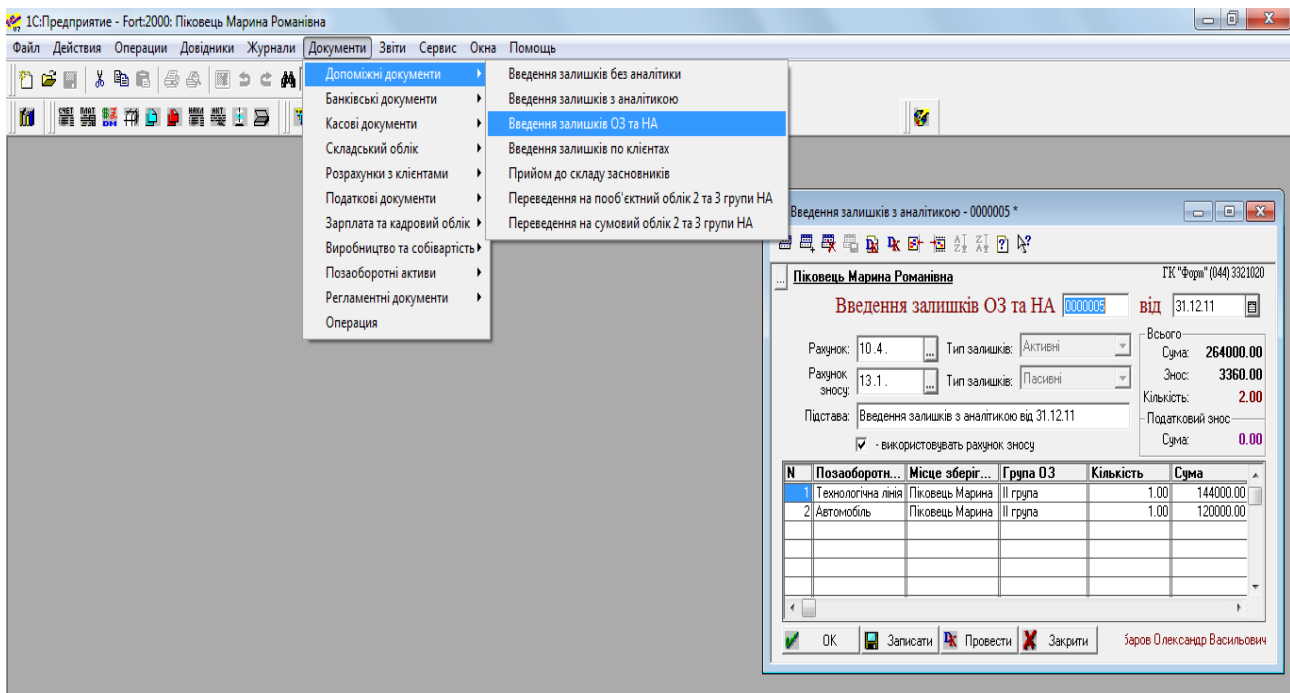 1С:Предприятие - Fort:2000: Піковець Марина Романівна
Файл Действия Операции Довідники Журнали Документи Звіти Сервис Окна Помощь
Допоміжні документи
Банківські документи
Касові документи
Складський облік
Розрахунки з клієнтами
Податкові документи
Зарплата та кадровий облік
Виробництво та собівартість
Позаоборотні активи
Регламентні документи
Операция
Введення залишків без аналітики
Введення залишків з аналітикою
Введення залишків ОЗ та НА
Введення залишків по клієнтах
Прийом до складу засновників
Переведення на пооб'єктний облік 2 та 3 групи НА
Переведення на сумовий облік 2 та 3 групи НА
Введення залишків з аналітикою - 0000005 *
Піковець Марина Романівна ГК "Форт" (044) 3321020
Введення залишків ОЗ та НА 0000005 від 31.12.11
Рахунок: 10.4. Тип залишків: Активні
Рахунок зносу: 13.1. Тип залишків: Пасивні
Підстава: Введення залишків з аналітикою від 31.12.11
- використовувать рахунок зносу
Всього
Сума: 264000.00
Знос: 3360.00
Кількість: 2.00
Податковий знос
Сума: 0.00
N Позаоборотн... Місце зберіг... Група ОЗ Кількість Сума
1 Технологічна лінія Піковець Марина II група 1.00 144000.00
2 Автомобіль Піковець Марина II група 1.00 120000.00
OK Записати Провести Закрити баров Олександр Васильович